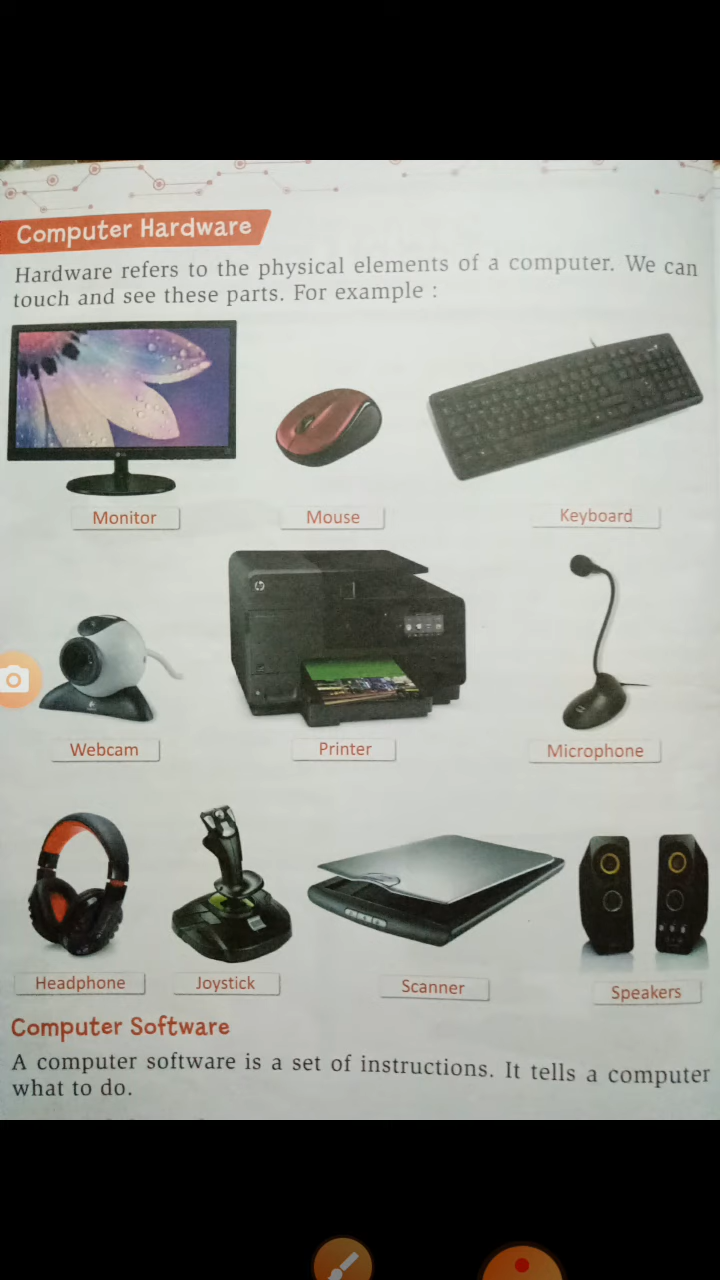 Computer Hardware
Hardware refers to the physical elements of a computer. We can
touch and see these parts. For example :
Monitor
Mouse
Keyboard
Webcam
Printer
Microphone
Headphone
Joystick
Scanner
Speakers
Computer Software
A computer software is a set of instructions. It tells a computer
what to do.